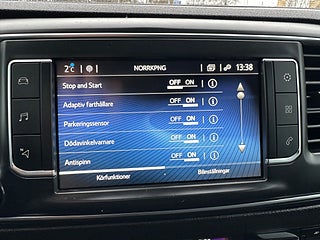 2°C NORRKPNG 13:38
Stop and Start OFF ON
Adaptiv farthållare OFF ON
Parkeringssensor OFF ON
Dödavinkelvarnare OFF ON
Antispinn OFF ON
Körfunktioner Bilinställningar